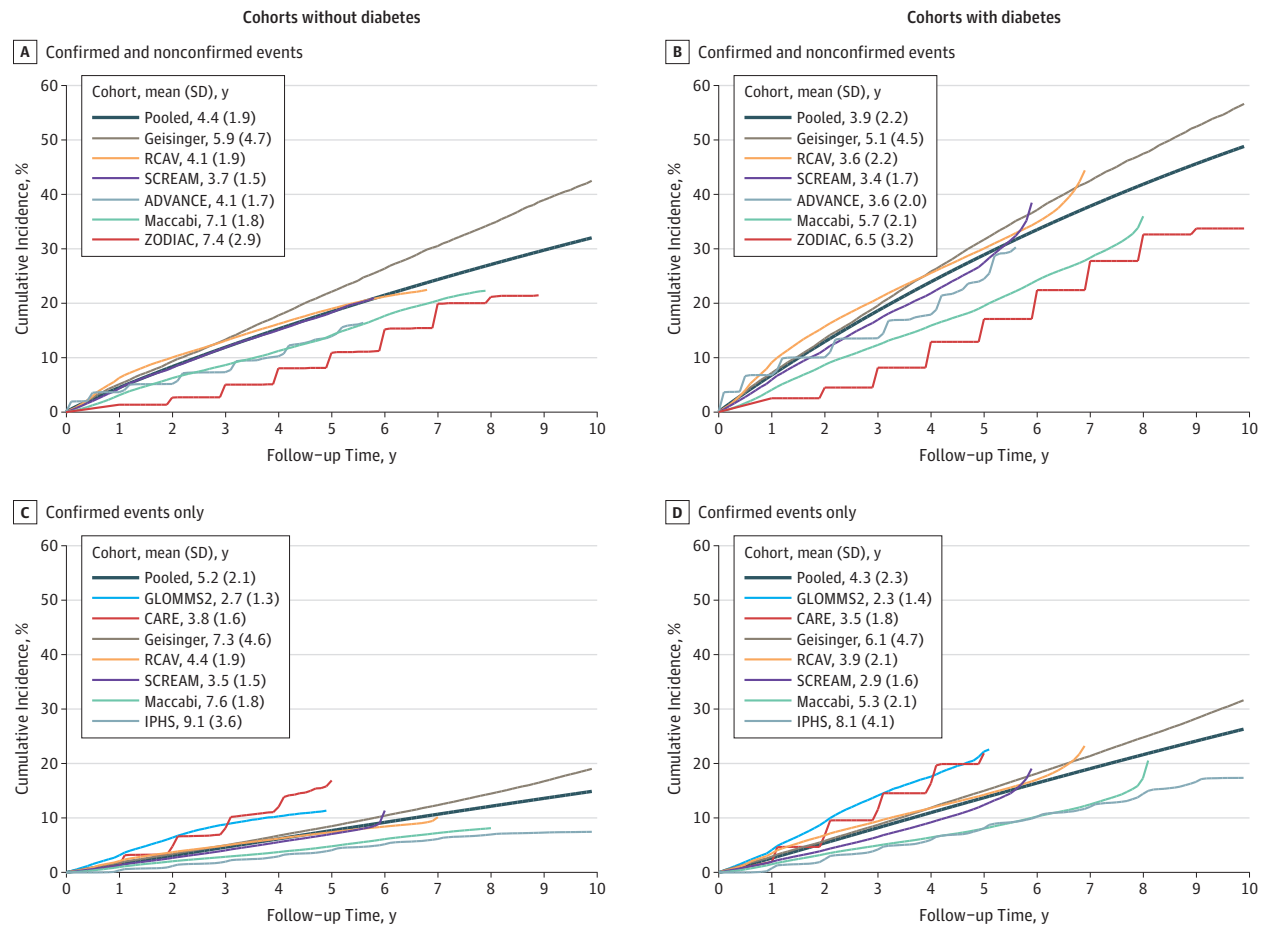 Cohorts without diabetes
Cohorts with diabetes
A Confirmed and nonconfirmed events
Cumulative Incidence, %
60
50
40
30
20
10
0
Cohort, mean (SD), y
Pooled, 4.4 (1.9)
Geisinger, 5.9 (4.7)
RCAV, 4.1 (1.9)
SCREAM, 3.7 (1.5)
ADVANCE, 4.1 (1.7)
Maccabi, 7.1 (1.8)
ZODIAC, 7.4 (2.9)
0 1 2 3 4 5 6 7 8 9 10
Follow-up Time, y
B Confirmed and nonconfirmed events
Cumulative Incidence, %
60
50
40
30
20
10
0
Cohort, mean (SD), y
Pooled, 3.9 (2.2)
Geisinger, 5.1 (4.5)
RCAV, 3.6 (2.2)
SCREAM, 3.4 (1.7)
ADVANCE, 3.6 (2.0)
Maccabi, 5.7 (2.1)
ZODIAC, 6.5 (3.2)
0 1 2 3 4 5 6 7 8 9 10
Follow-up Time, y
C Confirmed events only
Cumulative Incidence, %
60
50
40
30
20
10
0
Cohort, mean (SD), y
Pooled, 5.2 (2.1)
GLOMMS2, 2.7 (1.3)
CARE, 3.8 (1.6)
Geisinger, 7.3 (4.6)
RCAV, 4.4 (1.9)
SCREAM, 3.5 (1.5)
Maccabi, 7.6 (1.8)
IPHS, 9.1 (3.6)
0 1 2 3 4 5 6 7 8 9 10
Follow-up Time, y
D Confirmed events only
Cumulative Incidence, %
60
50
40
30
20
10
0
Cohort, mean (SD), y
Pooled, 4.3 (2.3)
GLOMMS2, 2.3 (1.4)
CARE, 3.5 (1.8)
Geisinger, 6.1 (4.7)
RCAV, 3.9 (2.1)
SCREAM, 2.9 (1.6)
Maccabi, 5.3 (2.1)
IPHS, 8.1 (4.1)
0 1 2 3 4 5 6 7 8 9 10
Follow-up Time, y